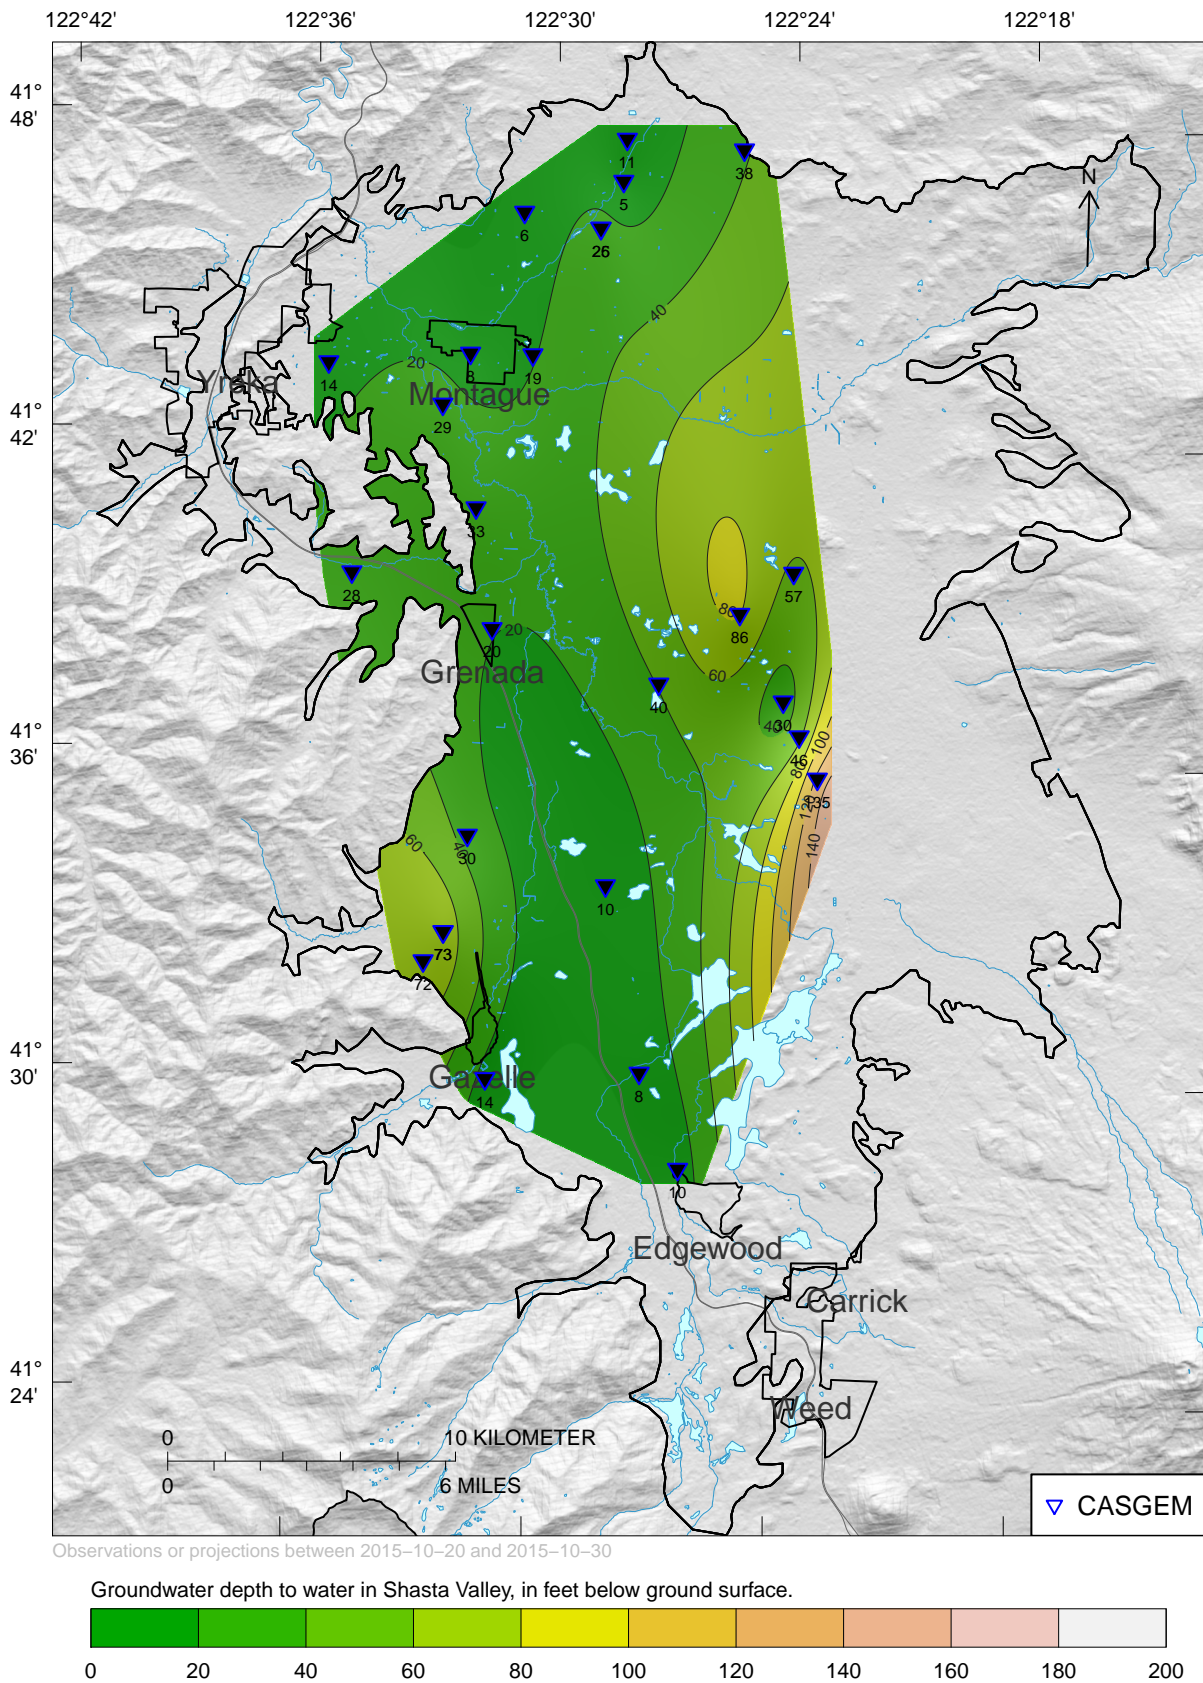 122°42' 122°36' 122°30' 122°24' 122°18'
41° 48'
41° 42'
41° 36'
41° 30'
41° 24'
N
11
38
5
6
26
40
14
20
8
19
Yreka
Montague
29
33
28
57
80
86
20
20
Grenada
60
40
40
30
46
100
80
135
120
140
60
40
30
10
73
72
Gazelle
14
8
10
Edgewood
Carrick
Weed
0 10 KILOMETER
0 6 MILES
CASGEM
Observations or projections between 2015–10–20 and 2015–10–30
Groundwater depth to water in Shasta Valley, in feet below ground surface.
0 20 40 60 80 100 120 140 160 180 200